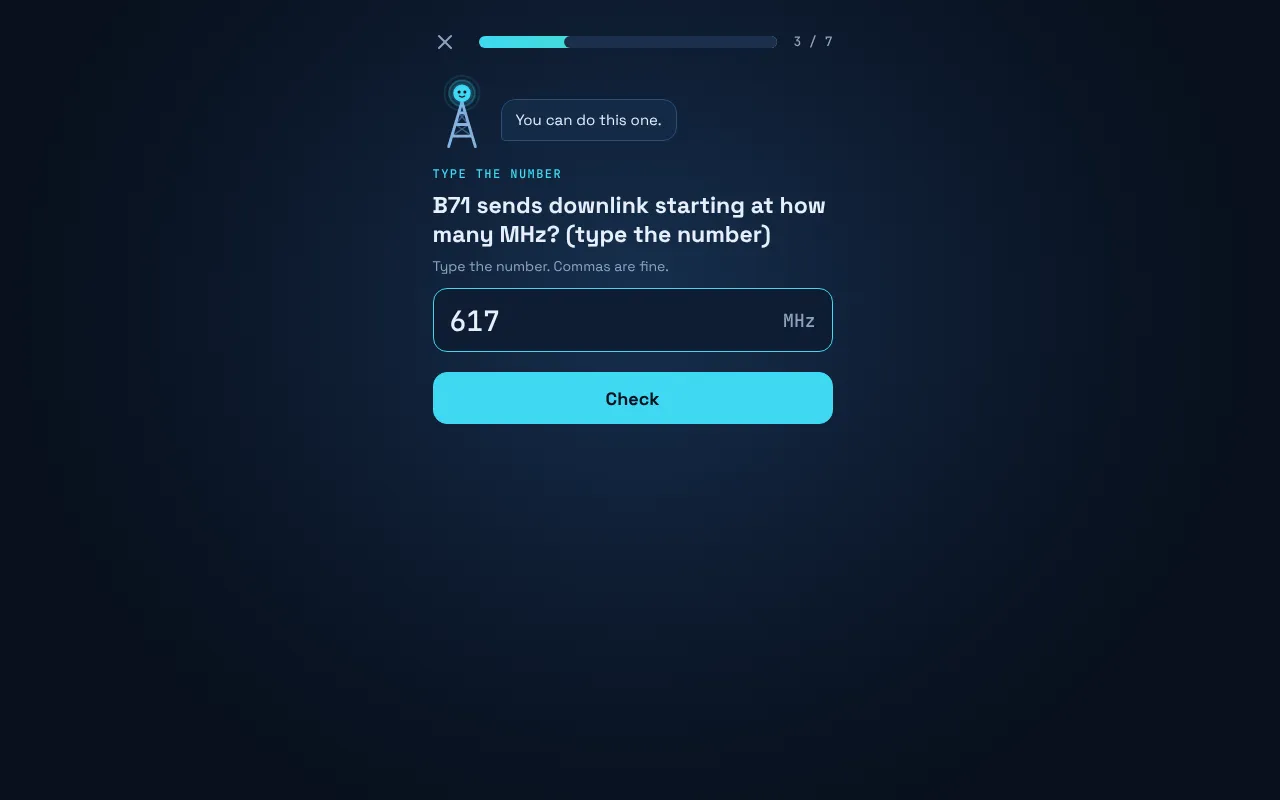 3 / 7
You can do this one.
TYPE THE NUMBER
B71 sends downlink starting at how
many MHz? (type the number)
Type the number. Commas are fine.
617 MHz
Check